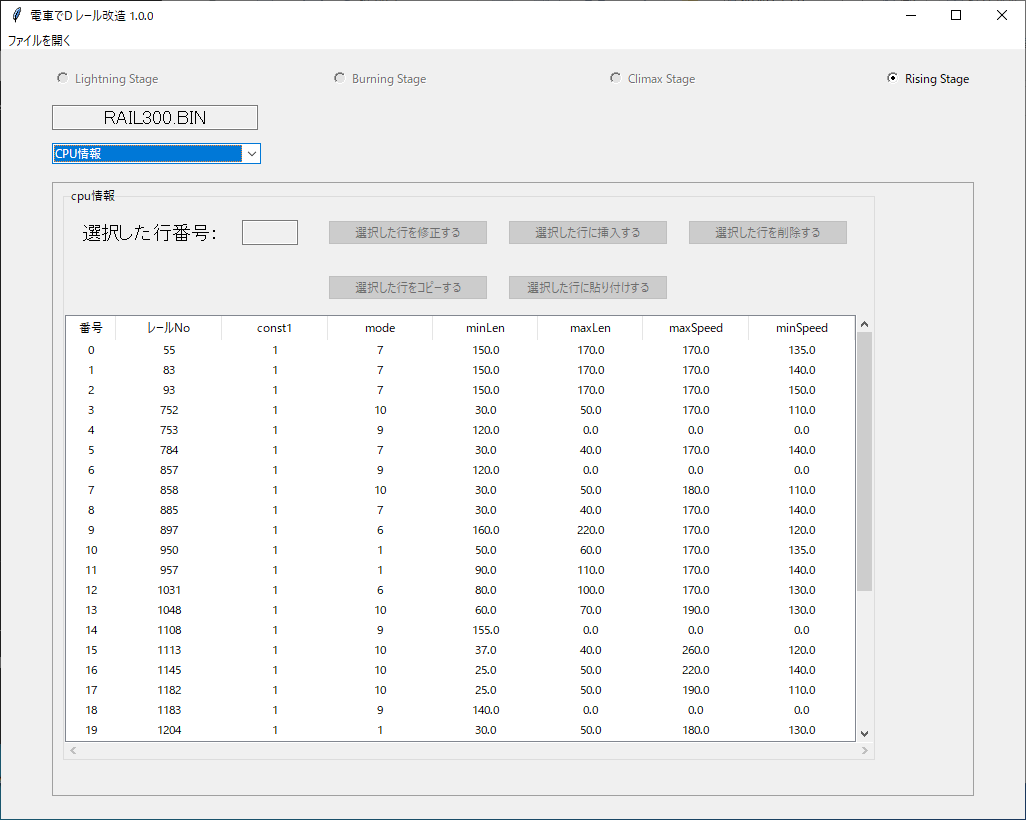 電車でDレール改造 1.0.0
ファイルを開く
Lightning Stage Burning Stage Climax Stage Rising Stage
RAIL300.BIN
CPU情報
cpu情報
選択した行番号: 選択した行を修正する 選択した行に挿入する 選択した行を削除する
選択した行をコピーする 選択した行に貼り付けする
番号 レールNo const1 mode minLen maxLen maxSpeed minSpeed
0 55 1 7 150.0 170.0 170.0 135.0
1 83 1 7 150.0 170.0 170.0 140.0
2 93 1 7 150.0 170.0 170.0 150.0
3 752 1 10 30.0 50.0 170.0 110.0
4 753 1 9 120.0 0.0 0.0 0.0
5 784 1 7 30.0 40.0 170.0 140.0
6 857 1 9 120.0 0.0 0.0 0.0
7 858 1 10 30.0 50.0 180.0 110.0
8 885 1 7 30.0 40.0 170.0 140.0
9 897 1 6 160.0 220.0 170.0 120.0
10 950 1 1 50.0 60.0 170.0 135.0
11 957 1 1 90.0 110.0 170.0 140.0
12 1031 1 6 80.0 100.0 170.0 130.0
13 1048 1 10 60.0 70.0 190.0 130.0
14 1108 1 9 155.0 0.0 0.0 0.0
15 1113 1 10 37.0 40.0 260.0 120.0
16 1145 1 10 25.0 50.0 220.0 140.0
17 1182 1 10 25.0 50.0 190.0 110.0
18 1183 1 9 140.0 0.0 0.0 0.0
19 1204 1 1 30.0 50.0 180.0 130.0